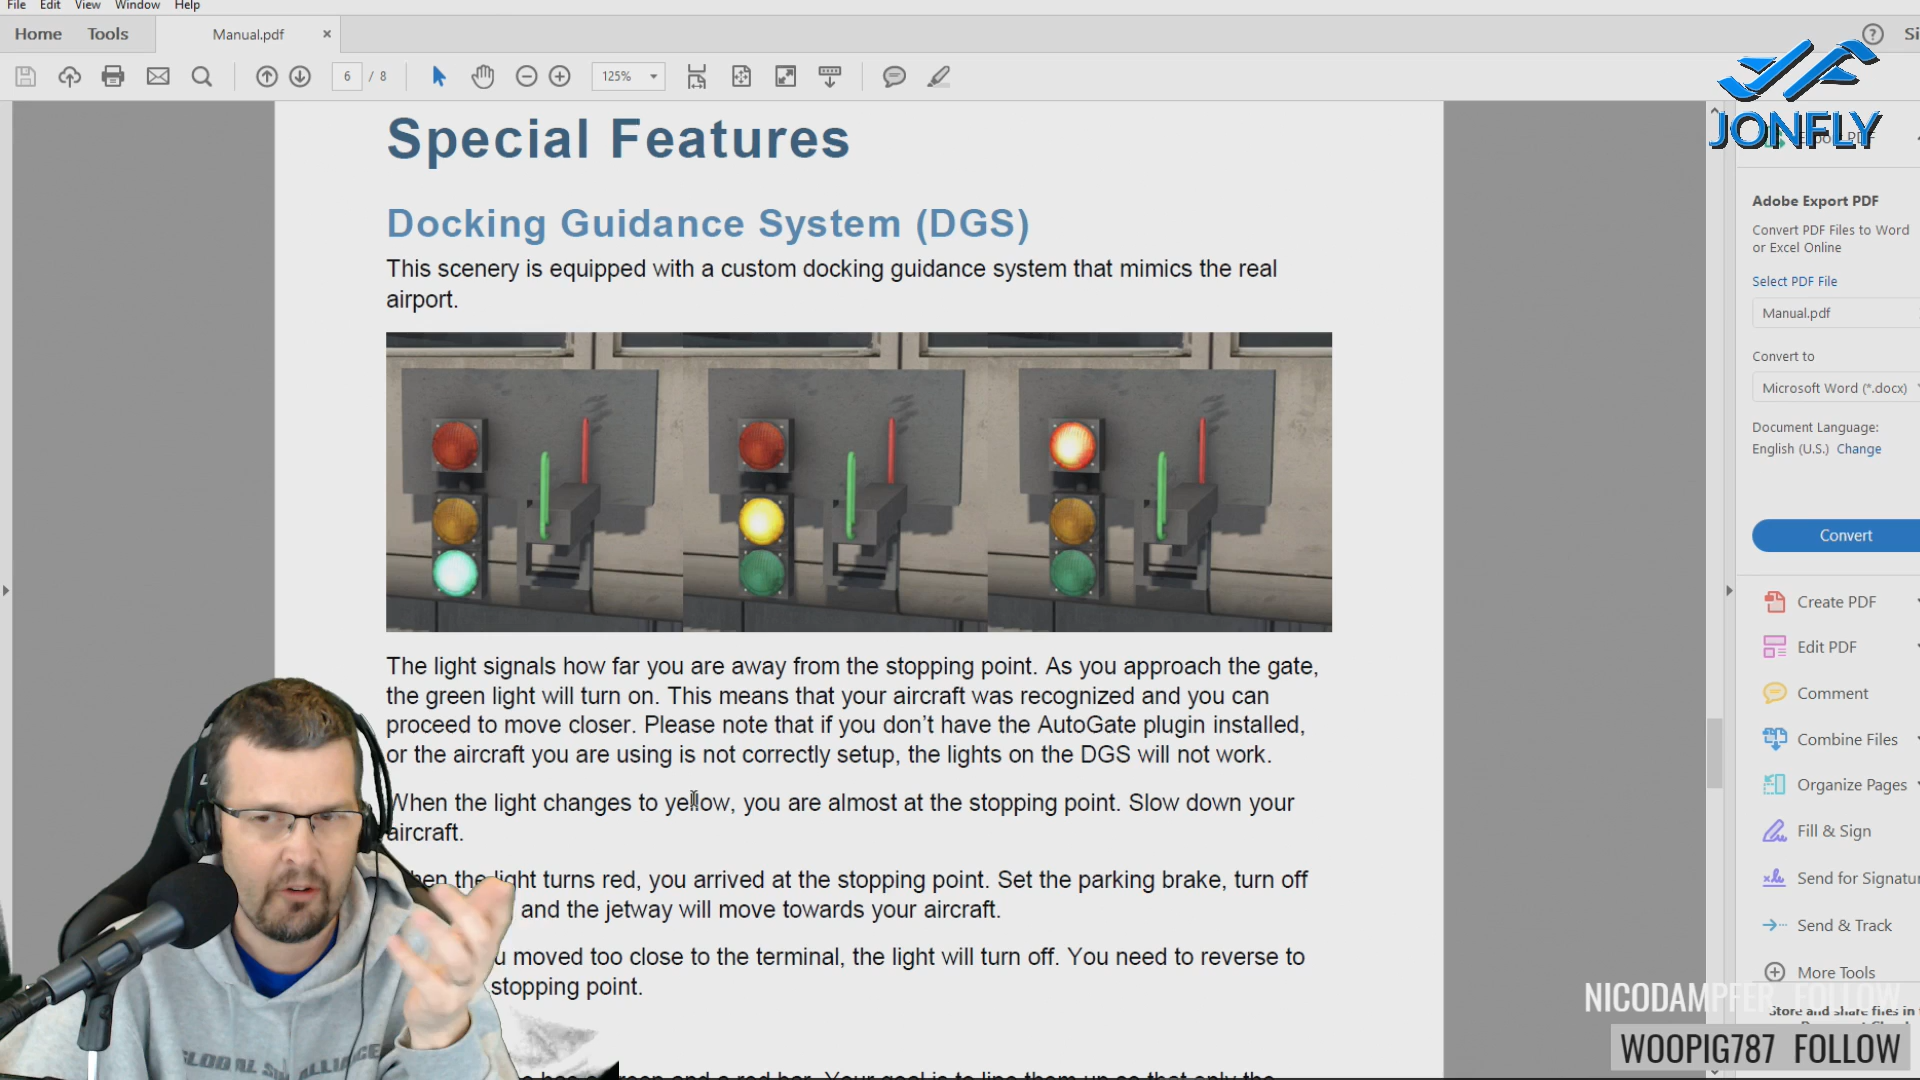 File Edit View Window Help
Home Tools Manual.pdf ×
6 / 8 125%
JONFLY
Special Features
Docking Guidance System (DGS)
This scenery is equipped with a custom docking guidance system that mimics the real
airport.
The light signals how far you are away from the stopping point. As you approach the gate,
the green light will turn on. This means that your aircraft was recognized and you can
proceed to move closer. Please note that if you don't have the AutoGate plugin installed,
or the aircraft you are using is not correctly setup, the lights on the DGS will not work.
When the light changes to yellow, you are almost at the stopping point. Slow down your
aircraft.
the light turns red, you arrived at the stopping point. Set the parking brake, turn off
and the jetway will move towards your aircraft.
moved too close to the terminal, the light will turn off. You need to reverse to
stopping point.
Adobe Export PDF
Convert PDF Files to Word
or Excel Online
Select PDF File
Manual.pdf
Convert to
Microsoft Word (*.docx)
Document Language:
English (U.S.) Change
Convert
Create PDF
Edit PDF
Comment
Combine Files
Organize Pages
Fill & Sign
Send for Signatu
Send & Track
More Tools
Store and share files in
NICODAMPFER FOLLOW
WOOPIG787 FOLLOW